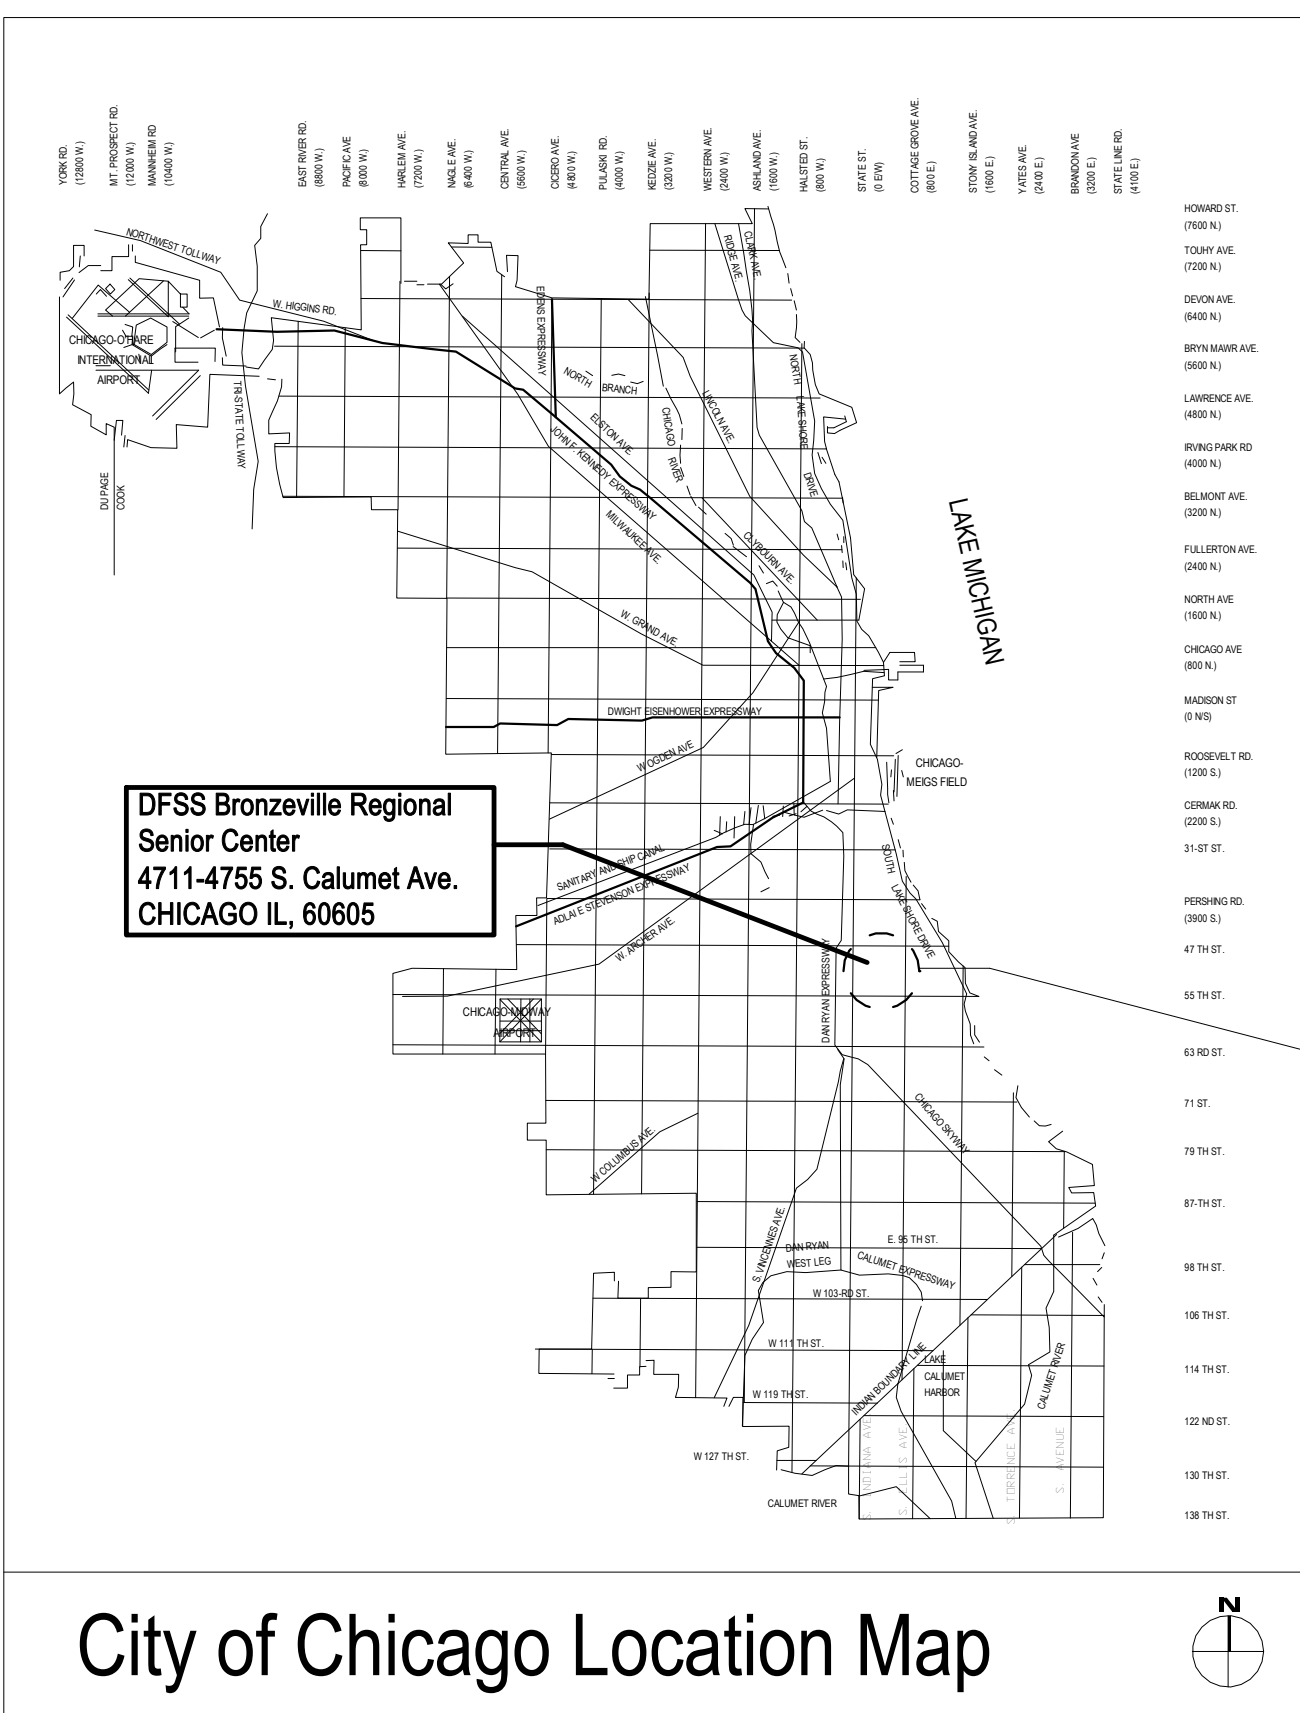 YORK RD.
(12800 W.)
MT. PROSPECT RD.
(12000 W.)
MANNHEIM RD
(10400 W.)
EAST RIVER RD.
(8800 W.)
PACIFIC AVE
(8000 W.)
HARLEM AVE.
(7200 W.)
NAGLE AVE.
(6400 W.)
CENTRAL AVE.
(5600 W.)
CICERO AVE.
(4800 W.)
PULASKI RD.
(4000 W.)
KEDZIE AVE.
(3200 W.)
WESTERN AVE.
(2400 W.)
ASHLAND AVE.
(1600 W.)
HALSTED ST.
(800 W.)
STATE ST.
(0 E/W)
COTTAGE GROVE AVE.
(800 E.)
STONY ISLAND AVE.
(1600 E.)
YATES AVE.
(2400 E.)
BRANDON AVE
(3200 E.)
STATE LINE RD.
(4100 E.)
HOWARD ST.
(7600 N.)
TOUHY AVE.
(7200 N.)
DEVON AVE.
(6400 N.)
BRYN MAWR AVE.
(5600 N.)
LAWRENCE AVE.
(4800 N.)
IRVING PARK RD
(4000 N.)
BELMONT AVE.
(3200 N.)
FULLERTON AVE.
(2400 N.)
NORTH AVE
(1600 N.)
CHICAGO AVE
(800 N.)
MADISON ST
(0 N/S)
ROOSEVELT RD.
(1200 S.)
CERMAK RD.
(2200 S.)
31-ST ST.
PERSHING RD.
(3900 S.)
47 TH ST.
55 TH ST.
63 RD ST.
71 ST.
79 TH ST.
87-TH ST.
98 TH ST.
106 TH ST.
114 TH ST.
122 ND ST.
130 TH ST.
138 TH ST.
NORTHWEST TOLLWAY
W. HIGGINS RD.
CHICAGO-O'HARE
INTERNATIONAL
AIRPORT
TRI-STATE TOLLWAY
DU PAGE
COOK
EDENS EXPRESSWAY
RIDGE AVE.
CLARK AVE.
NORTH BRANCH
CHICAGO RIVER
LINCOLN AVE.
NORTH LAKE SHORE DRIVE
ELSTON AVE.
JOHN F. KENNEDY EXPRESSWAY
MILWAUKEE AVE.
CLYBOURN AVE.
W. GRAND AVE.
LAKE MICHIGAN
DWIGHT EISENHOWER EXPRESSWAY
W OGDEN AVE
CHICAGO-
MEIGS FIELD
DFSS Bronzeville Regional
Senior Center
4711-4755 S. Calumet Ave.
CHICAGO IL, 60605
SANITARY AND SHIP CANAL
ADLAI E STEVENSON EXPRESSWAY
W. ARCHER AVE.
SOUTH LAKE SHORE DRIVE
DAN RYAN EXPRESSWAY
CHICAGO-MIDWAY
AIRPORT
CHICAGO SKYWAY
W COLUMBUS AVE.
S. VINCENNES AVE.
E. 95 TH ST.
DAN RYAN
WEST LEG
CALUMET EXPRESSWAY
W 103-RD ST.
W 111 TH ST.
INDIAN BOUNDARY LINE
LAKE
CALUMET
HARBOR
CALUMET RIVER
W 119 TH ST.
W 127 TH ST.
CALUMET RIVER
S. INDIANA AVE.
S. ELLIS AVE.
S. TORRENCE AVE.
S. AVENUE
City of Chicago Location Map
N